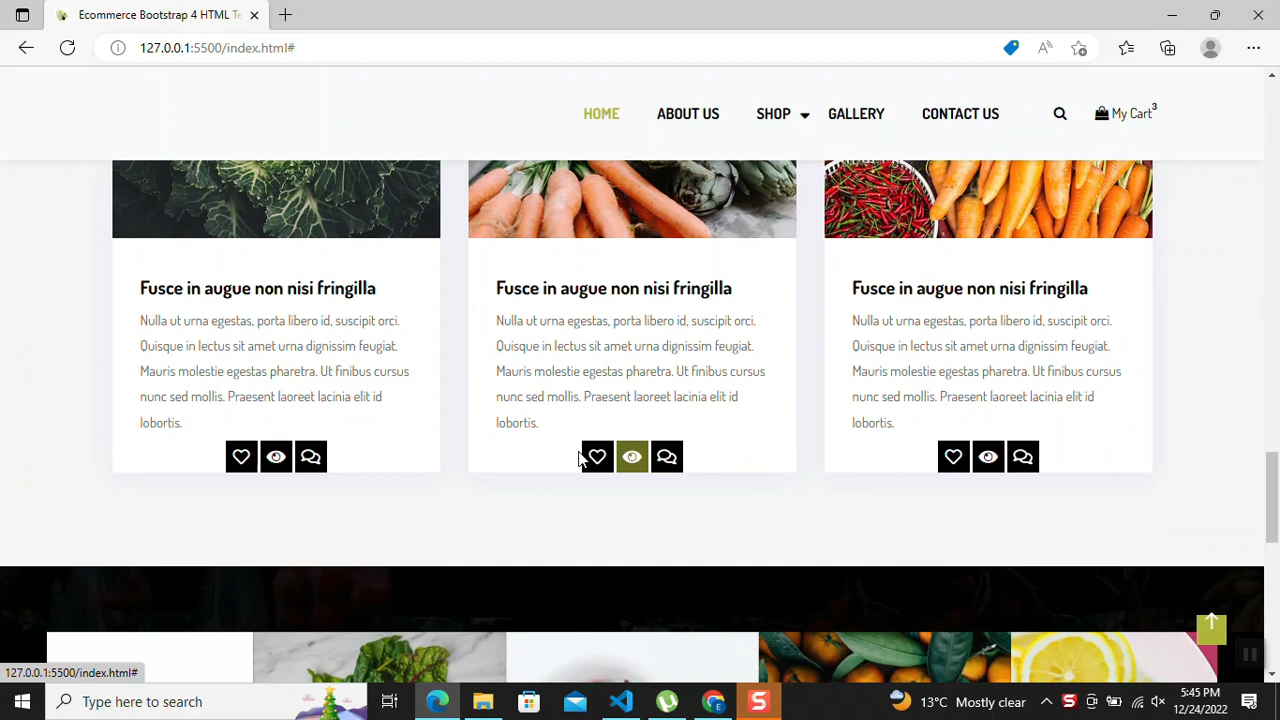 Ecommerce Bootstrap 4 HTML Te
127.0.0.1:5500/index.html#
HOME ABOUT US SHOP GALLERY CONTACT US My Cart 3
Fusce in augue non nisi fringilla
Nulla ut urna egestas, porta libero id, suscipit orci.
Quisque in lectus sit amet urna dignissim feugiat.
Mauris molestie egestas pharetra. Ut finibus cursus
nunc sed mollis. Praesent laoreet lacinia elit id
lobortis.
Fusce in augue non nisi fringilla
Nulla ut urna egestas, porta libero id, suscipit orci.
Quisque in lectus sit amet urna dignissim feugiat.
Mauris molestie egestas pharetra. Ut finibus cursus
nunc sed mollis. Praesent laoreet lacinia elit id
lobortis.
Fusce in augue non nisi fringilla
Nulla ut urna egestas, porta libero id, suscipit orci.
Quisque in lectus sit amet urna dignissim feugiat.
Mauris molestie egestas pharetra. Ut finibus cursus
nunc sed mollis. Praesent laoreet lacinia elit id
lobortis.
127.0.0.1:5500/index.html#
Type here to search
13°C Mostly clear
5:45 PM
12/24/2022